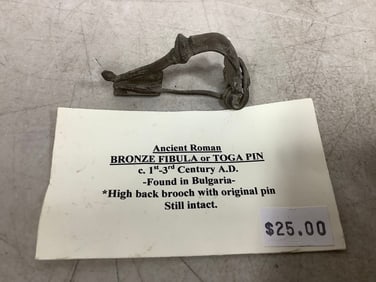 Ancient Roman
BRONZE FIBULA or TOGA PIN
c. 1st-3rd Century A.D.
-Found in Bulgaria-
*High back brooch with original pin
Still intact.
$25.00